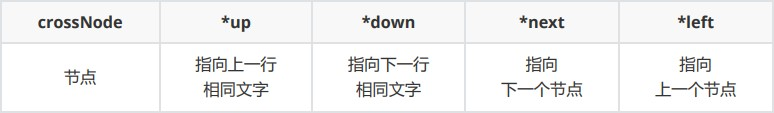 crossNode *up *down *next *left
节点 指向上一行 指向下一行 指向 指向
相同文字 相同文字 下一个节点 上一个节点